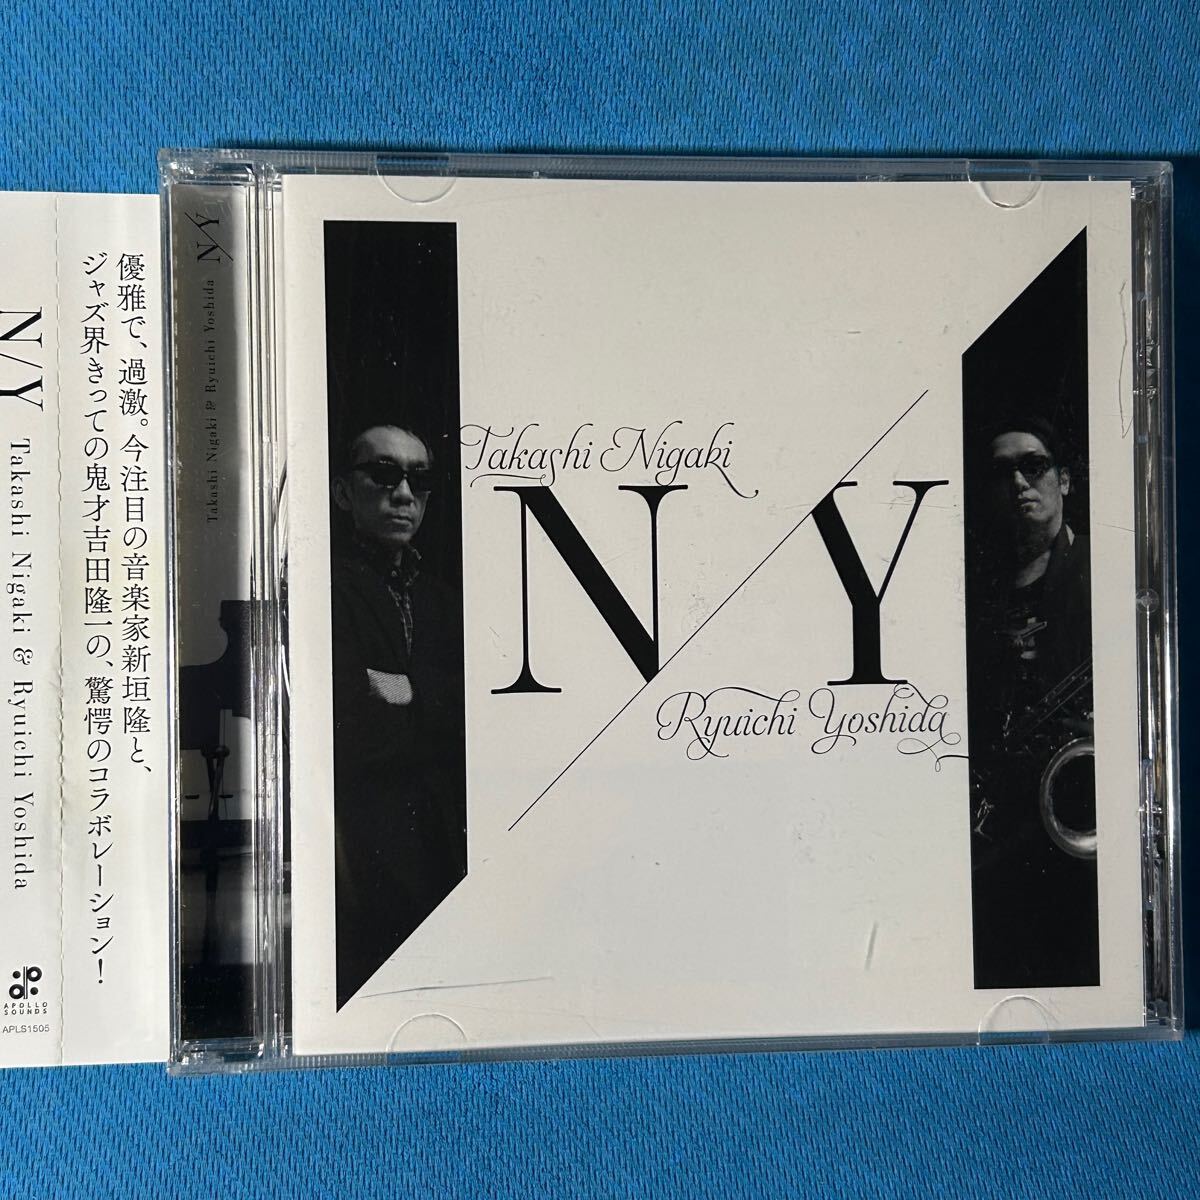 N/Y Takashi Nigaki & Ryuichi Yoshida
優雅で、過激。今注目の音楽家新垣隆と、
ジャズ界きっての鬼才吉田隆一の、驚愕のコラボレーション!
APOLLO
SOUNDS
APLS1505
Takashi Nigaki & Ryuichi Yoshida N/Y
Takashi Nigaki
N/Y
Ryuichi Yoshida